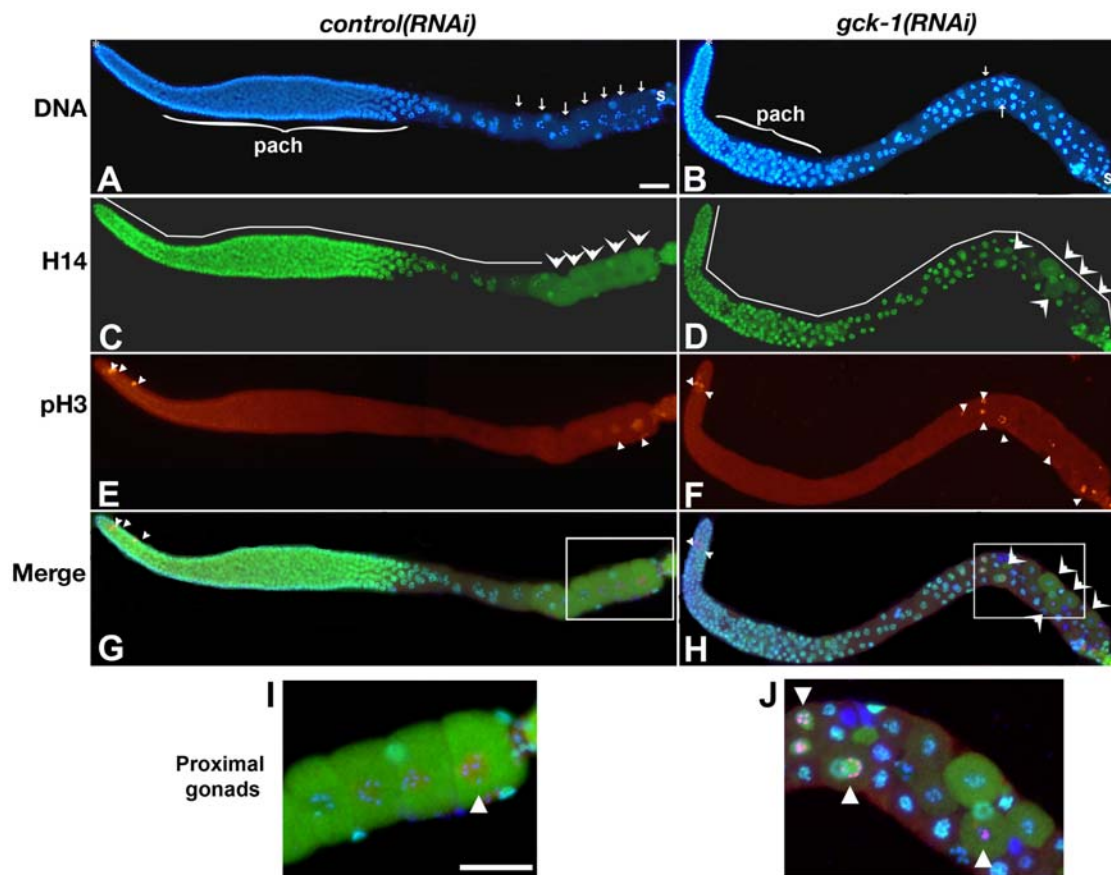 control(RNAi)
gck-1(RNAi)
DNA
*
pach
s
A
*
pach
s
B
H14
C
D
pH3
E
F
Merge
G
H
Proximal
gonads
I
J